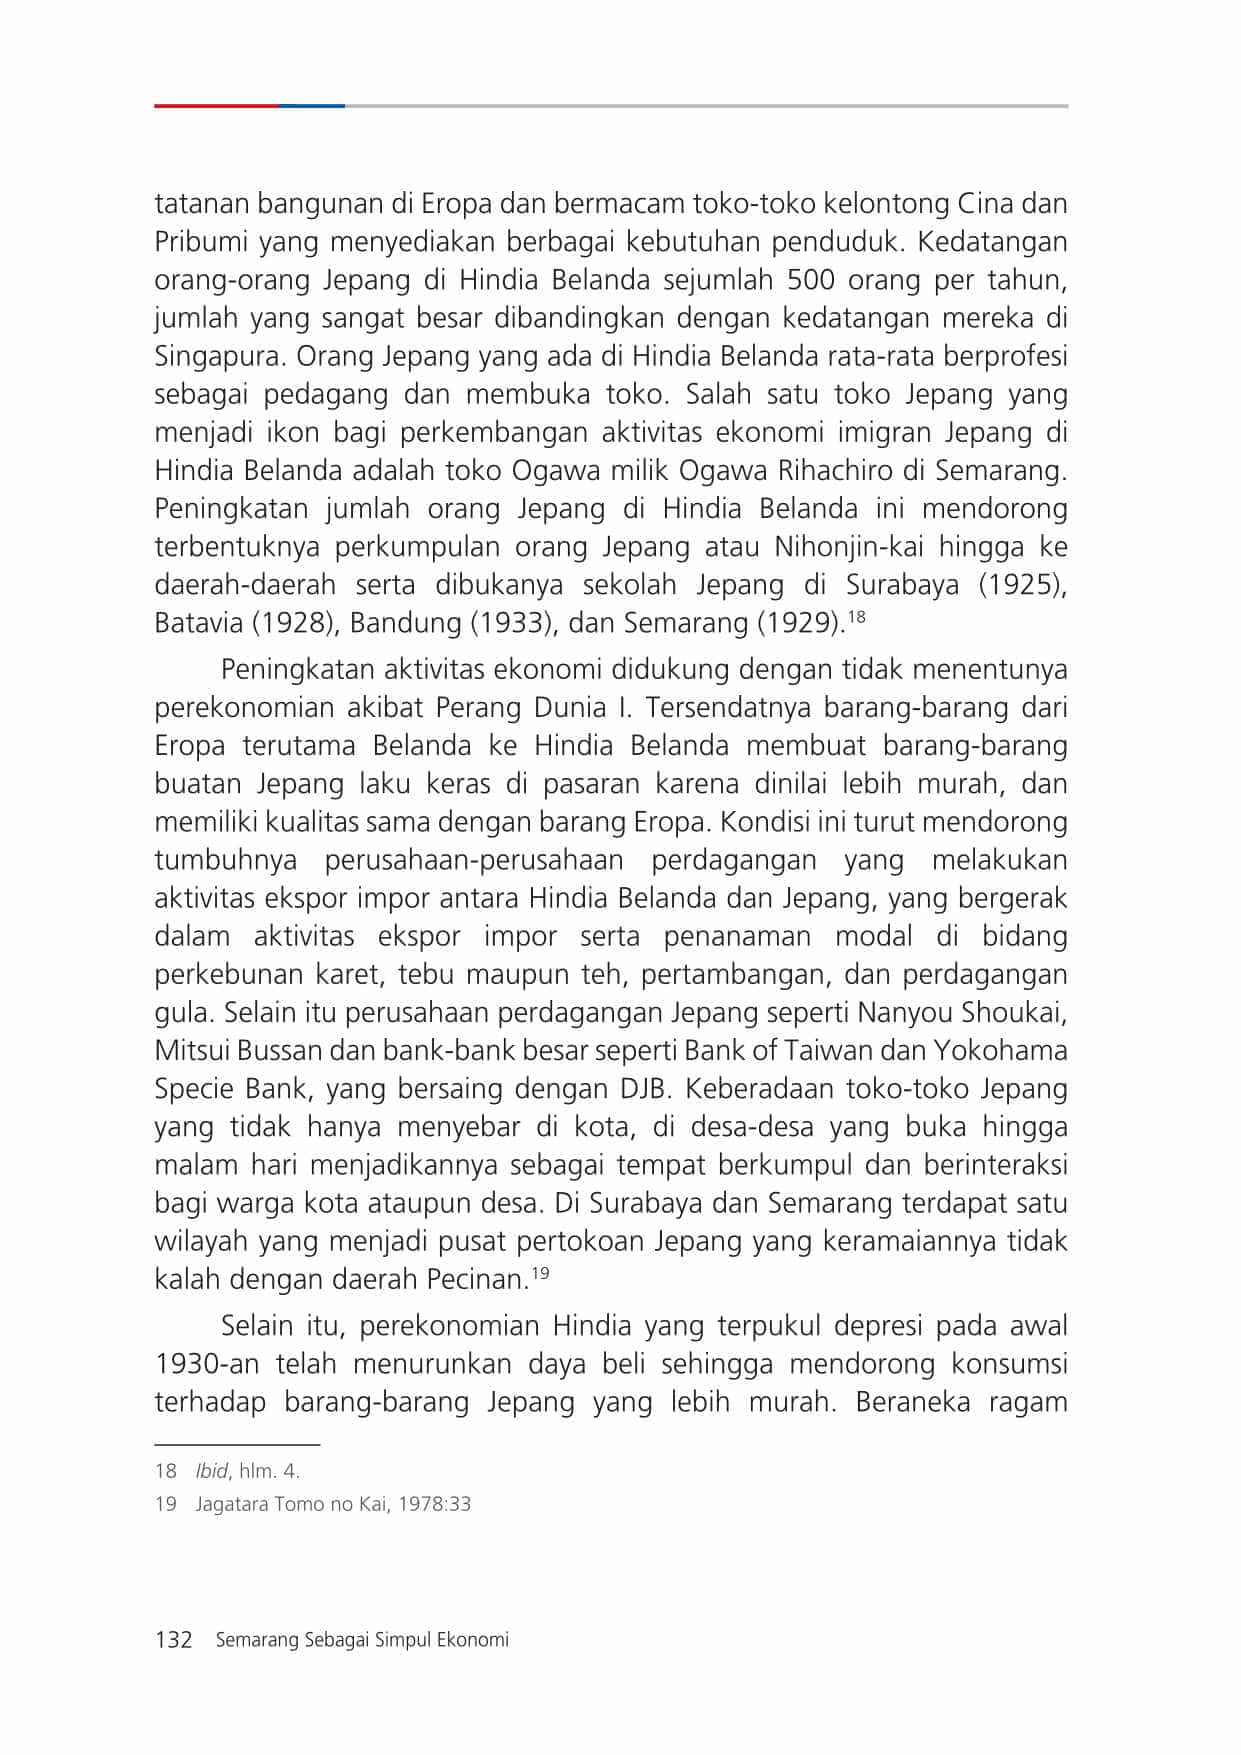 tatanan bangunan di Eropa dan bermacam toko-toko kelontong Cina dan
Pribumi yang menyediakan berbagai kebutuhan penduduk. Kedatangan
orang-orang Jepang di Hindia Belanda sejumlah 500 orang per tahun,
jumlah yang sangat besar dibandingkan dengan kedatangan mereka di
Singapura. Orang Jepang yang ada di Hindia Belanda rata-rata berprofesi
sebagai pedagang dan membuka toko. Salah satu toko Jepang yang
menjadi ikon bagi perkembangan aktivitas ekonomi imigran Jepang di
Hindia Belanda adalah toko Ogawa milik Ogawa Rihachiro di Semarang.
Peningkatan jumlah orang Jepang di Hindia Belanda ini mendorong
terbentuknya perkumpulan orang Jepang atau Nihonjin-kai hingga ke
daerah-daerah serta dibukanya sekolah Jepang di Surabaya (1925),
Batavia (1928), Bandung (1933), dan Semarang (1929).18
Peningkatan aktivitas ekonomi didukung dengan tidak menentunya
perekonomian akibat Perang Dunia I. Tersendatnya barang-barang dari
Eropa terutama Belanda ke Hindia Belanda membuat barang-barang
buatan Jepang laku keras di pasaran karena dinilai lebih murah, dan
memiliki kualitas sama dengan barang Eropa. Kondisi ini turut mendorong
tumbuhnya perusahaan-perusahaan perdagangan yang melakukan
aktivitas ekspor impor antara Hindia Belanda dan Jepang, yang bergerak
dalam aktivitas ekspor impor serta penanaman modal di bidang
perkebunan karet, tebu maupun teh, pertambangan, dan perdagangan
gula. Selain itu perusahaan perdagangan Jepang seperti Nanyou Shoukai,
Mitsui Bussan dan bank-bank besar seperti Bank of Taiwan dan Yokohama
Specie Bank, yang bersaing dengan DJB. Keberadaan toko-toko Jepang
yang tidak hanya menyebar di kota, di desa-desa yang buka hingga
malam hari menjadikannya sebagai tempat berkumpul dan berinteraksi
bagi warga kota ataupun desa. Di Surabaya dan Semarang terdapat satu
wilayah yang menjadi pusat pertokoan Jepang yang keramaiannya tidak
kalah dengan daerah Pecinan.19
Selain itu, perekonomian Hindia yang terpukul depresi pada awal
1930-an telah menurunkan daya beli sehingga mendorong konsumsi
terhadap barang-barang Jepang yang lebih murah. Beraneka ragam
18 Ibid, hlm. 4.
19 Jagatara Tomo no Kai, 1978:33
132 Semarang Sebagai Simpul Ekonomi